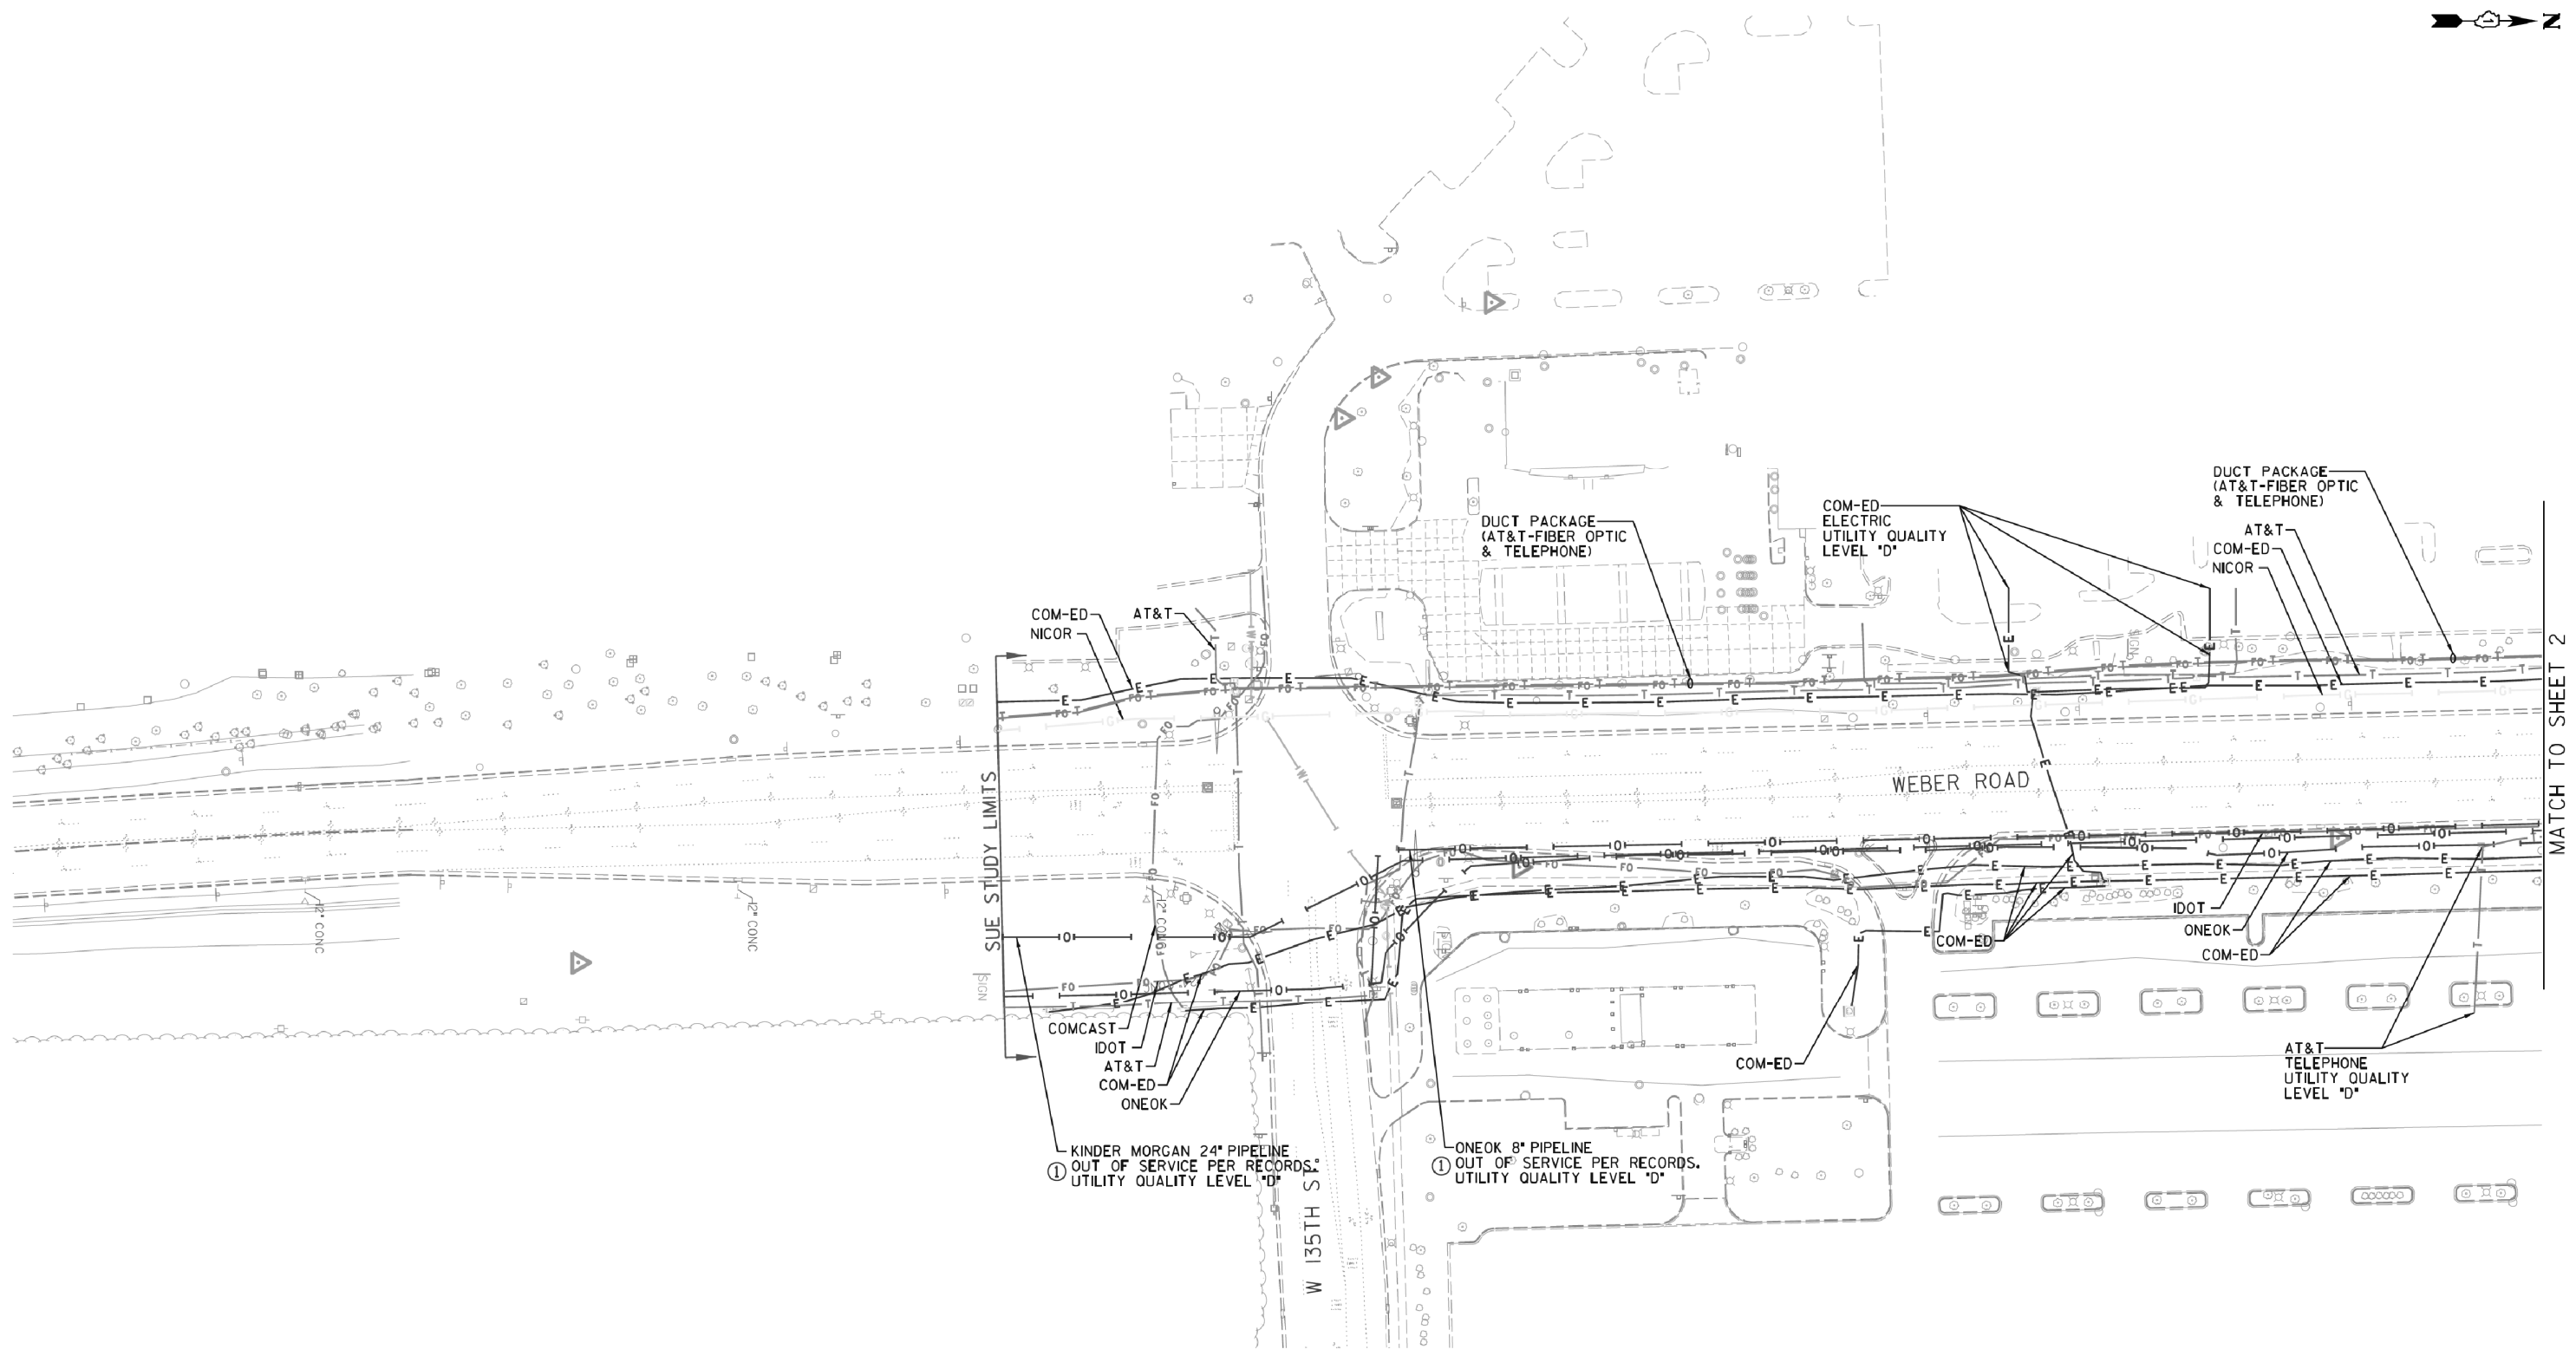 N
DUCT PACKAGE
(AT&T-FIBER OPTIC
& TELEPHONE)
AT&T
COM-ED
NICOR
COM-ED
ELECTRIC
UTILITY QUALITY
LEVEL "D"
DUCT PACKAGE
(AT&T-FIBER OPTIC
& TELEPHONE)
COM-ED
NICOR
AT&T
SUE STUDY LIMITS
WEBER ROAD
MATCH TO SHEET 2
12" CONC
12" CONC
12" CONC
SIGN
COMCAST
IDOT
AT&T
COM-ED
ONEOK
COM-ED
IDOT
ONEOK
COM-ED
COM-ED
AT&T
TELEPHONE
UTILITY QUALITY
LEVEL "D"
KINDER MORGAN 24" PIPELINE
1 OUT OF SERVICE PER RECORDS.
UTILITY QUALITY LEVEL "D"
ONEOK 8" PIPELINE
1 OUT OF SERVICE PER RECORDS.
UTILITY QUALITY LEVEL "D"
W 135TH ST.